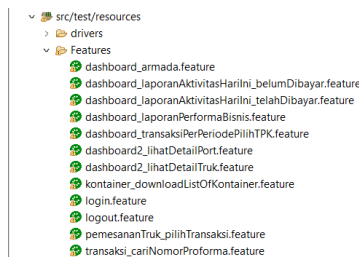 src/test/resources
drivers
Features
dashboard_armada.feature
dashboard_laporanAktivitasHariIni_belumDibayar.feature
dashboard_laporanAktivitasHariIni_telahDibayar.feature
dashboard_laporanPerformaBisnis.feature
dashboard_transaksiPerPeriodePilihTPK.feature
dashboard2_lihatDetailPort.feature
dashboard2_lihatDetailTruk.feature
kontainer_downloadListOfKontainer.feature
login.feature
logout.feature
pemesananTruk_pilihTransaksi.feature
transaksi_cariNomorProforma.feature